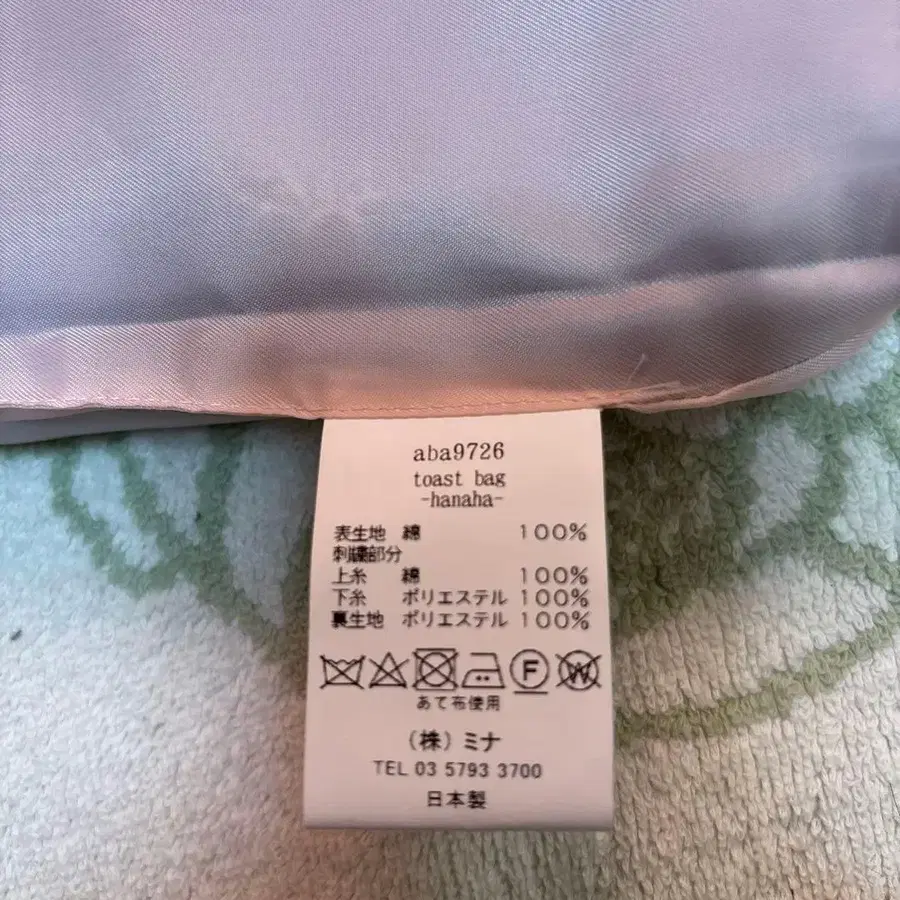 aba9726
toast bag
-hanaha-
表生地 綿 100%
刺繍部分
上糸 綿 100%
下糸 ポリエステル 100%
裏生地 ポリエステル 100%
F W
あて布使用
(株) ミナ
TEL 03 5793 3700
日本製